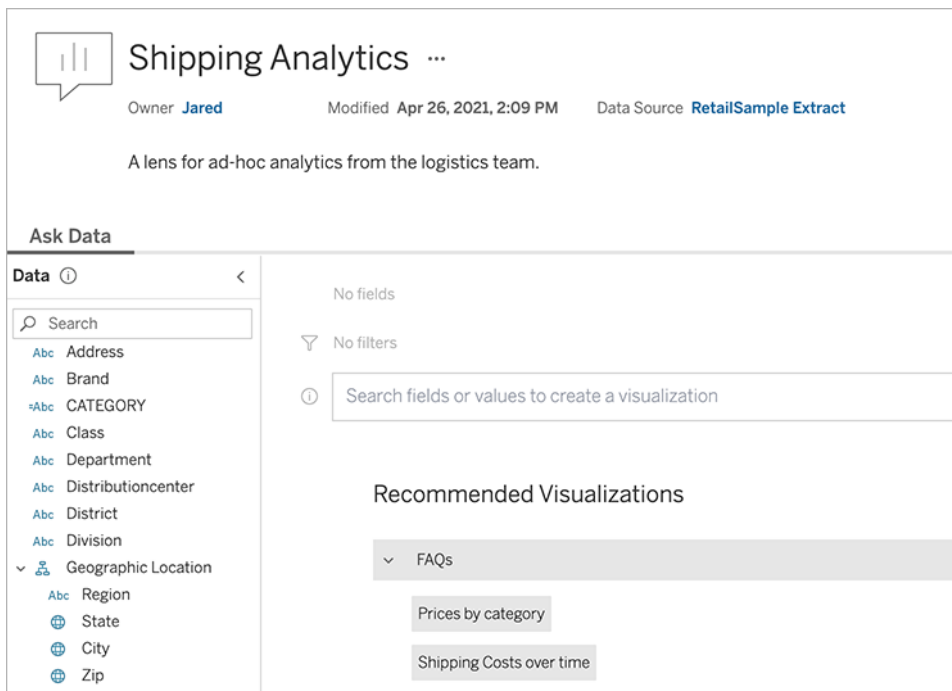 Shipping Analytics ...
Owner Jared Modified Apr 26, 2021, 2:09 PM Data Source RetailSample Extract
A lens for ad-hoc analytics from the logistics team.
Ask Data
Data
Search
Abc Address
Abc Brand
=Abc CATEGORY
Abc Class
Abc Department
Abc Distributioncenter
Abc District
Abc Division
Geographic Location
Abc Region
State
City
Zip
No fields
No filters
Search fields or values to create a visualization
Recommended Visualizations
FAQs
Prices by category
Shipping Costs over time